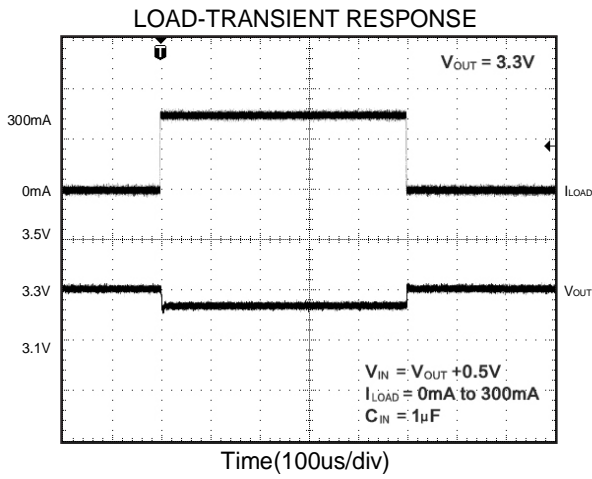 LOAD-TRANSIENT RESPONSE
T
VOUT = 3.3V
300mA
0mA
ILOAD
3.5V
3.3V
VOUT
3.1V
VIN = VOUT +0.5V
ILOAD = 0mA to 300mA
CIN = 1μF
Time(100us/div)